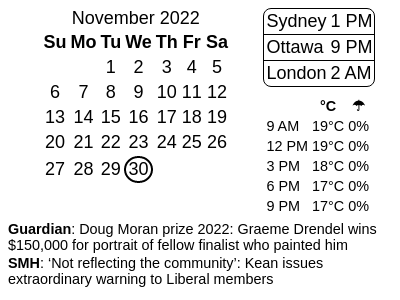 November 2022
Su Mo Tu We Th Fr Sa
1 2 3 4 5
6 7 8 9 10 11 12
13 14 15 16 17 18 19
20 21 22 23 24 25 26
27 28 29 30
Sydney 1 PM
Ottawa 9 PM
London 2 AM
°C ☂
9 AM 19°C 0%
12 PM 19°C 0%
3 PM 18°C 0%
6 PM 17°C 0%
9 PM 17°C 0%
Guardian: Doug Moran prize 2022: Graeme Drendel wins
$150,000 for portrait of fellow finalist who painted him
SMH: ‘Not reflecting the community’: Kean issues
extraordinary warning to Liberal members